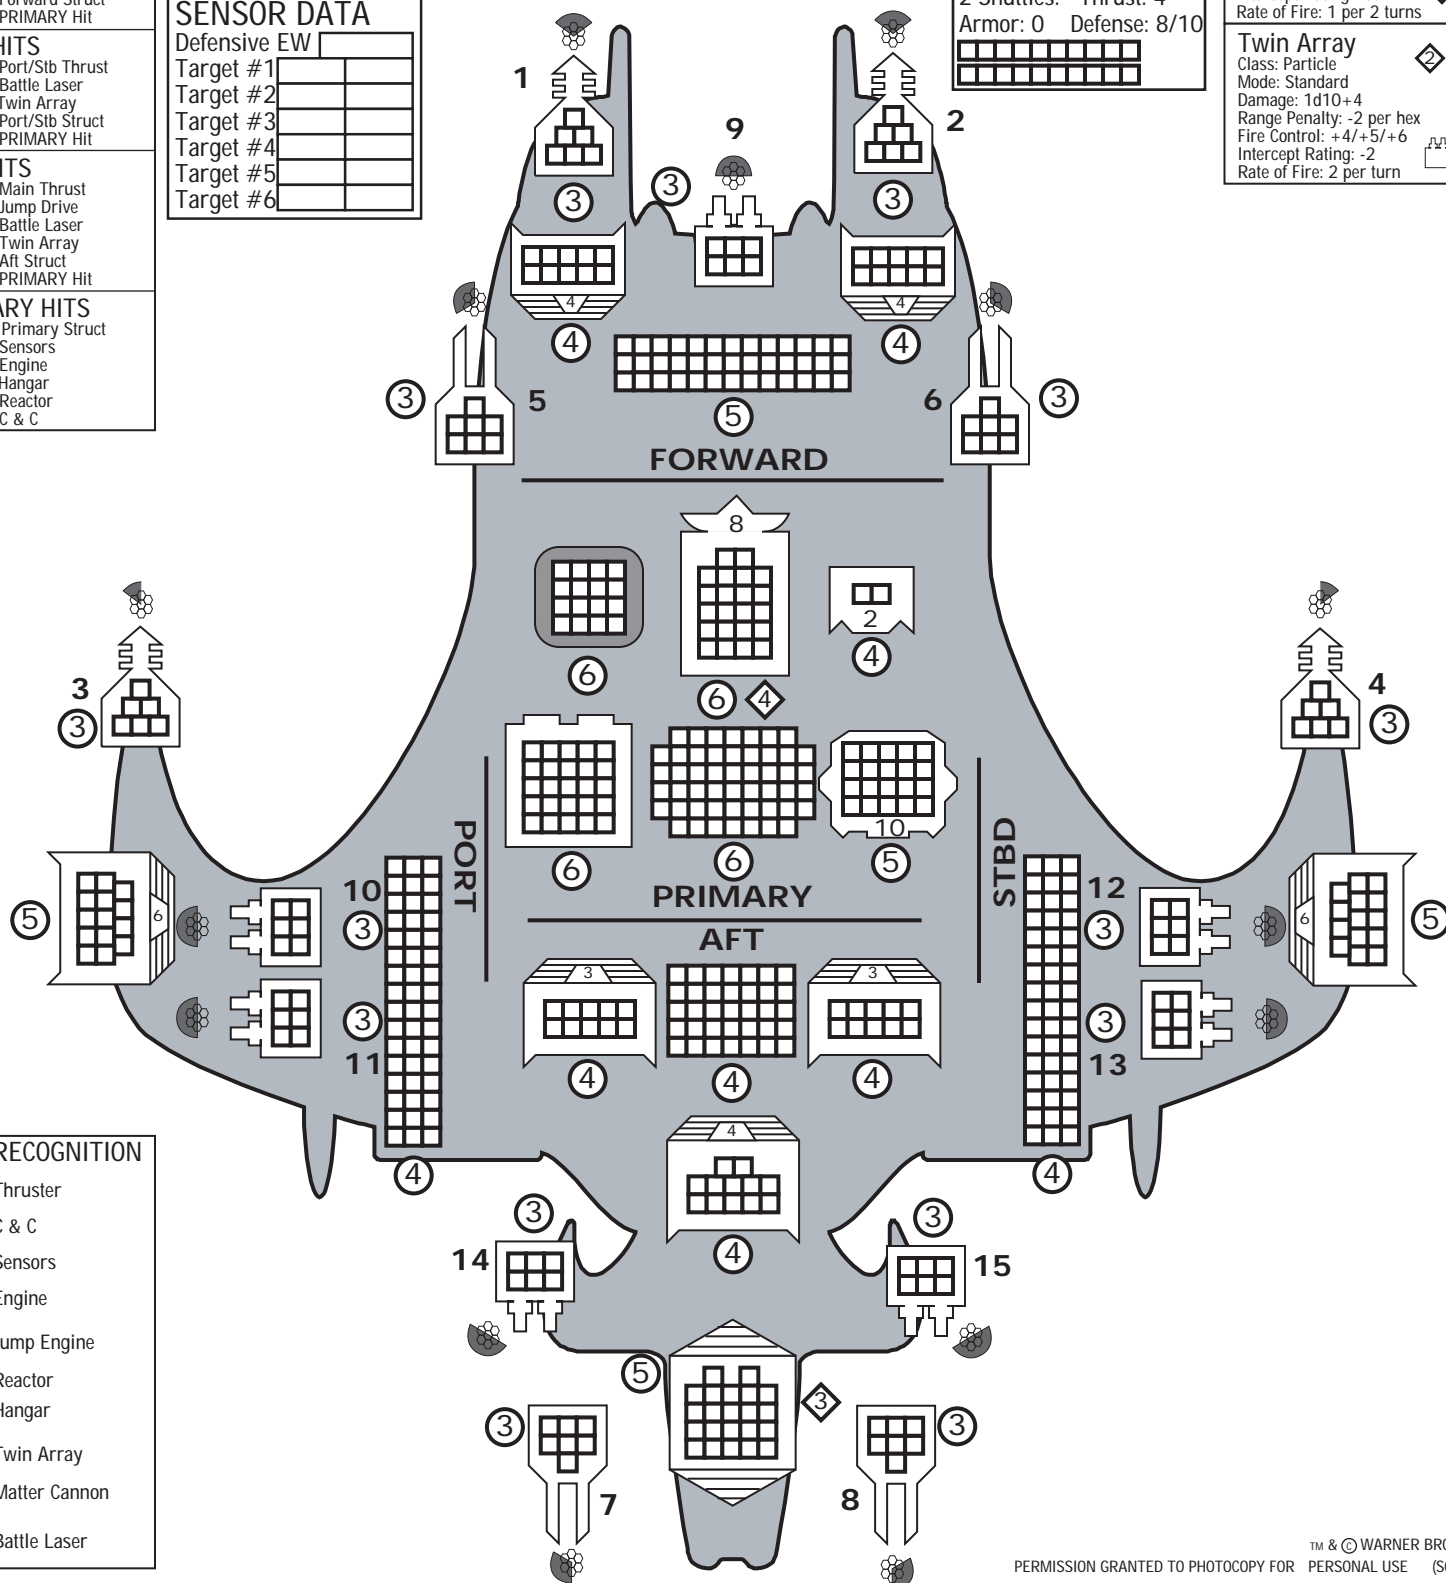 PRIMARY Hit
HITS
Port/Stb Thrust
Battle Laser
Twin Array
Port/Stb Struct
PRIMARY Hit
HITS
Main Thrust
Jump Drive
Battle Laser
Twin Array
Aft Struct
PRIMARY Hit
ARY HITS
Primary Struct
Sensors
Engine
Hangar
Reactor
C & C
SENSOR DATA
Defensive EW
Target #1
Target #2
Target #3
Target #4
Target #5
Target #6
2 Shuttles: Thrust: 4
Armor: 0 Defense: 8/10
Rate of Fire: 1 per 2 turns
Twin Array
2
Class: Particle
Mode: Standard
Damage: 1d10+4
Range Penalty: -2 per hex
Fire Control: +4/+5/+6
Intercept Rating: -2
Rate of Fire: 2 per turn
1
2
9
3
3
3
4
4
4
4
3
5
5
6
3
FORWARD
8
2
6
4
6
4
3
3
4
3
10
6
6
5
PORT
STBD
PRIMARY
AFT
5
6
10
3
12
3
6
5
3
11
3
13
3
3
4
4
4
4
4
4
4
3
14
3
15
5
3
3
7
3
8
RECOGNITION
Thruster
C & C
Sensors
Engine
Jump Engine
Reactor
Hangar
Twin Array
Matter Cannon
Battle Laser
TM & © WARNER BRO
PERMISSION GRANTED TO PHOTOCOPY FOR PERSONAL USE